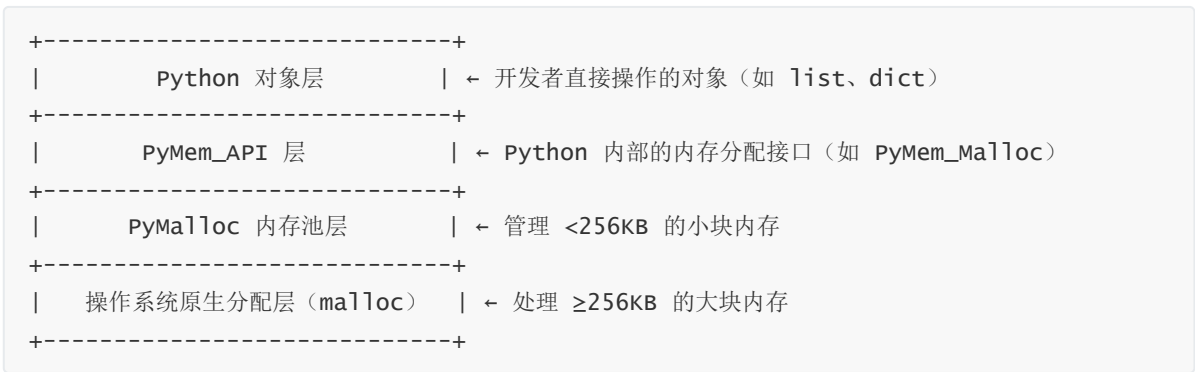 +-----------------------------+
|        Python 对象层        | ← 开发者直接操作的对象（如 list、dict）
+-----------------------------+
|       PyMem_API 层          | ← Python 内部的内存分配接口（如 PyMem_Malloc）
+-----------------------------+
|      PyMalloc 内存池层      | ← 管理 <256KB 的小块内存
+-----------------------------+
|   操作系统原生分配层（malloc）  | ← 处理 ≥256KB 的大块内存
+-----------------------------+